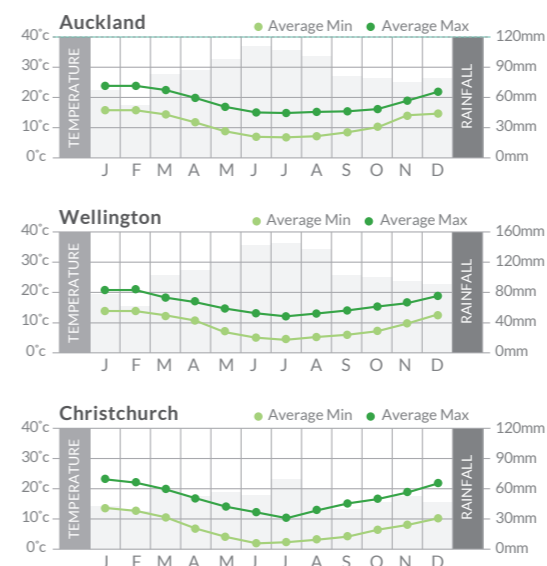 Auckland
Average Min Average Max
40°c 120mm
30°c 90mm
20°c 60mm
10°c 30mm
0°c 0mm
TEMPERATURE
RAINFALL
J F M A M J J A S O N D
Wellington
Average Min Average Max
40°c 160mm
30°c 120mm
20°c 80mm
10°c 40mm
0°c 0mm
TEMPERATURE
RAINFALL
J F M A M J J A S O N D
Christchurch
Average Min Average Max
40°c 120mm
30°c 90mm
20°c 60mm
10°c 30mm
0°c 0mm
TEMPERATURE
RAINFALL
J F M A M J J A S O N D